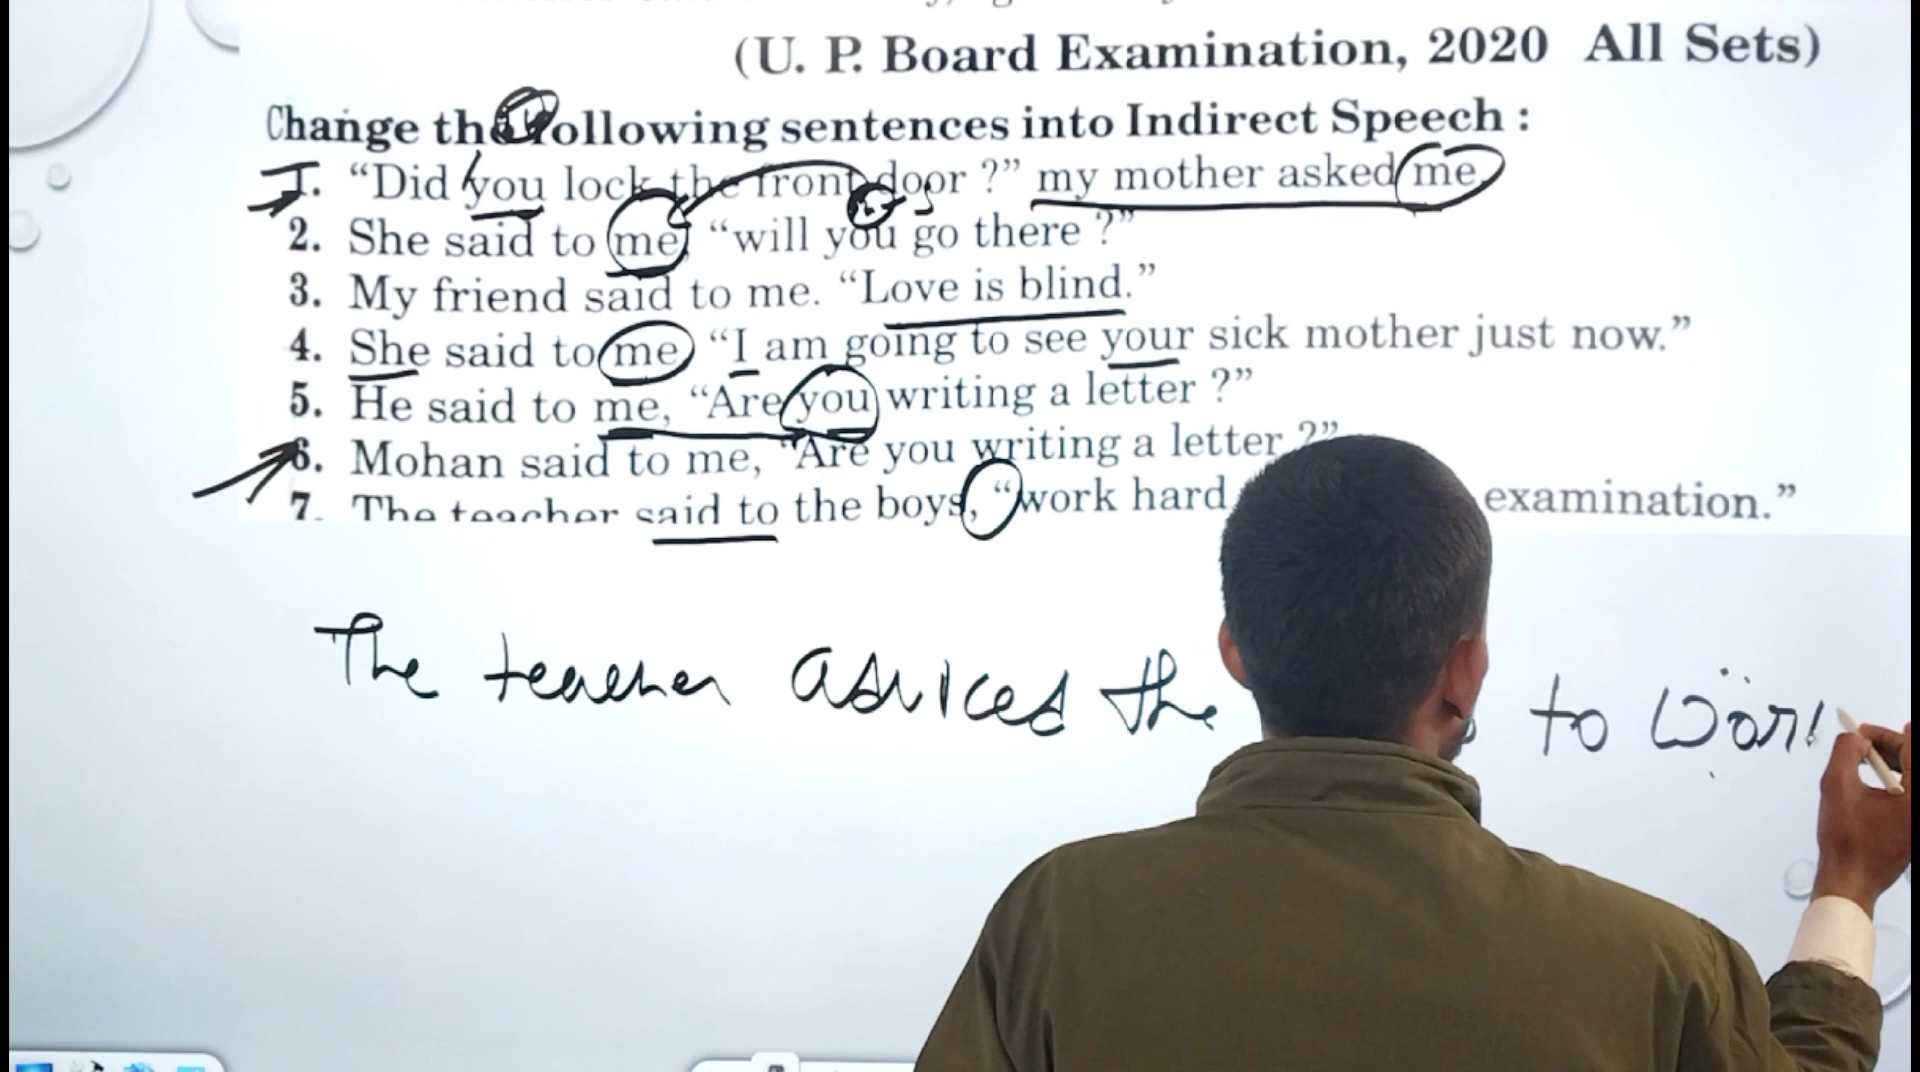 (U. P. Board Examination, 2020 All Sets)
Change the following sentences into Indirect Speech :
1. “Did you lock the front door ?” my mother asked me.
2. She said to me, “will you go there ?”
3. My friend said to me. “Love is blind.”
4. She said to me, “I am going to see your sick mother just now.”
5. He said to me, “Are you writing a letter ?”
6. Mohan said to me, “Are you writing a letter ?”
7. The teacher said to the boys, “work hard examination.”
The teacher adviced the to work